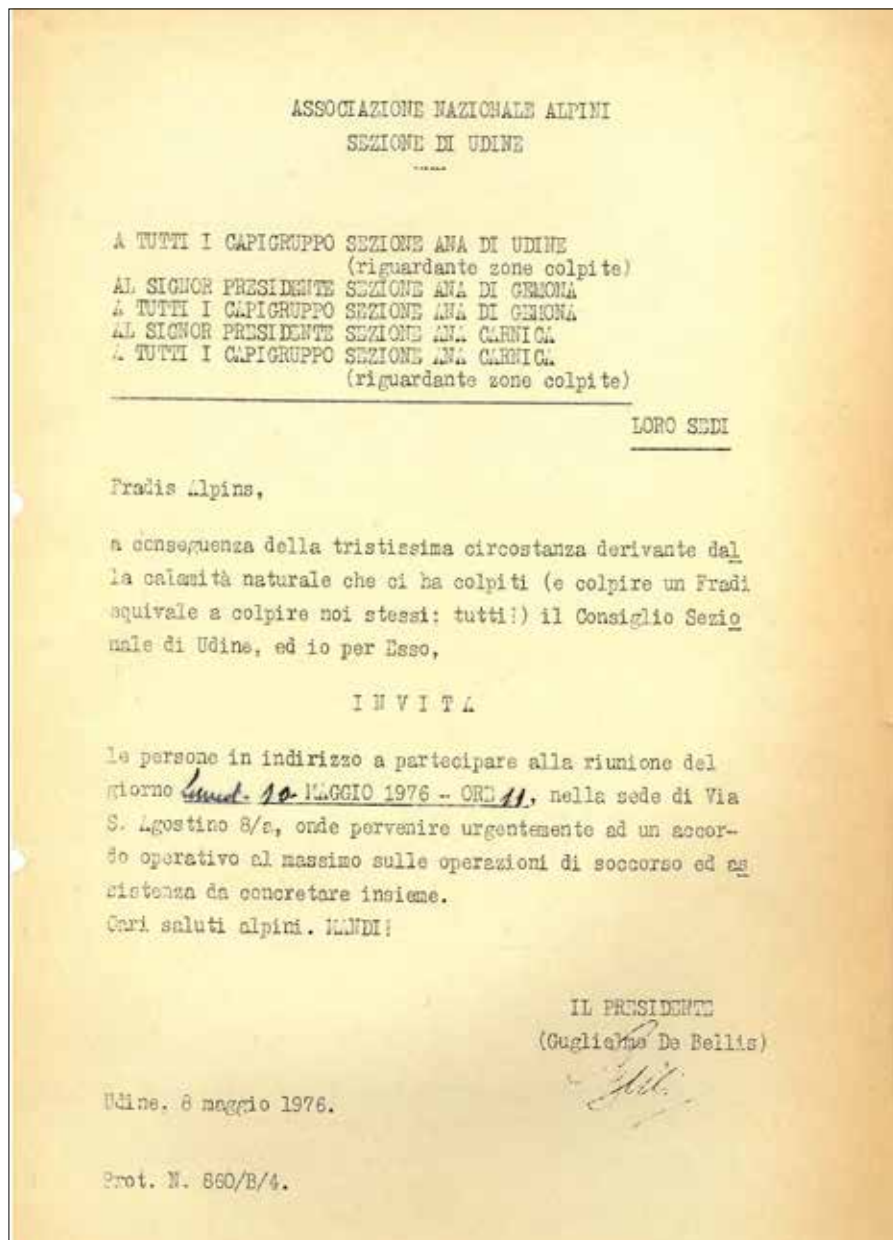 ASSOCIAZIONE NAZIONALE ALPINI
SEZIONE DI UDINE
A TUTTI I CAPIGRUPPO SEZIONE ANA DI UDINE
(riguardante zone colpite)
AL SIGNOR PRESIDENTE SEZIONE ANA DI GEMONA
A TUTTI I CAPIGRUPPO SEZIONE ANA DI GEMONA
AL SIGNOR PRESIDENTE SEZIONE ANA CARNICA
A TUTTI I CAPIGRUPPO SEZIONE ANA CARNICA
(riguardante zone colpite)
LORO SEDI
Fradis Alpins,
a conseguenza della tristissima circostanza derivante dal
la calamità naturale che ci ha colpiti (e colpire un Fradi
equivale a colpire noi stessi: tutti!) il Consiglio Sezio
nale di Udine, ed io per Esso,
I N V I T A
le persone in indirizzo a partecipare alla riunione del
giorno Lunedì 10 MAGGIO 1976 - ORE 11, nella sede di Via
S. Agostino 8/a, onde pervenire urgentemente ad un accor-
do operativo al massimo sulle operazioni di soccorso ed as
sistenza da concretare insieme.
Cari saluti alpini. MANDI!
IL PRESIDENTE
(Guglielmo De Bellis)
Udine. 8 maggio 1976.
Prot. N. 860/B/4.